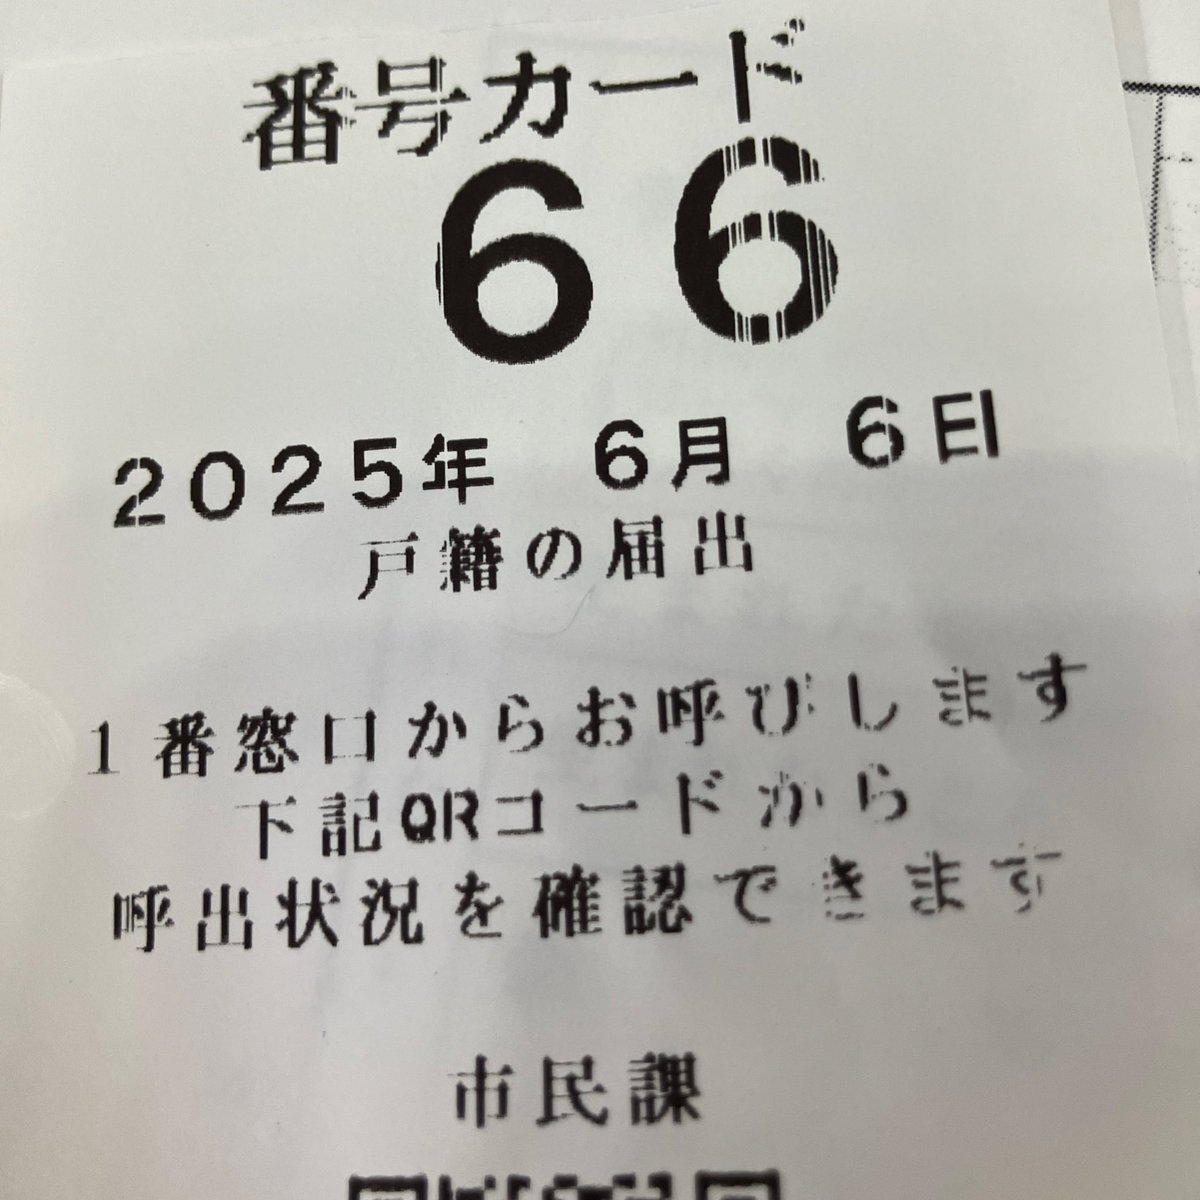 番号カード
66
2025年 6月 6日
戸籍の届出
1番窓口からお呼びします
下記QRコードから
呼出状況を確認できます
市民課